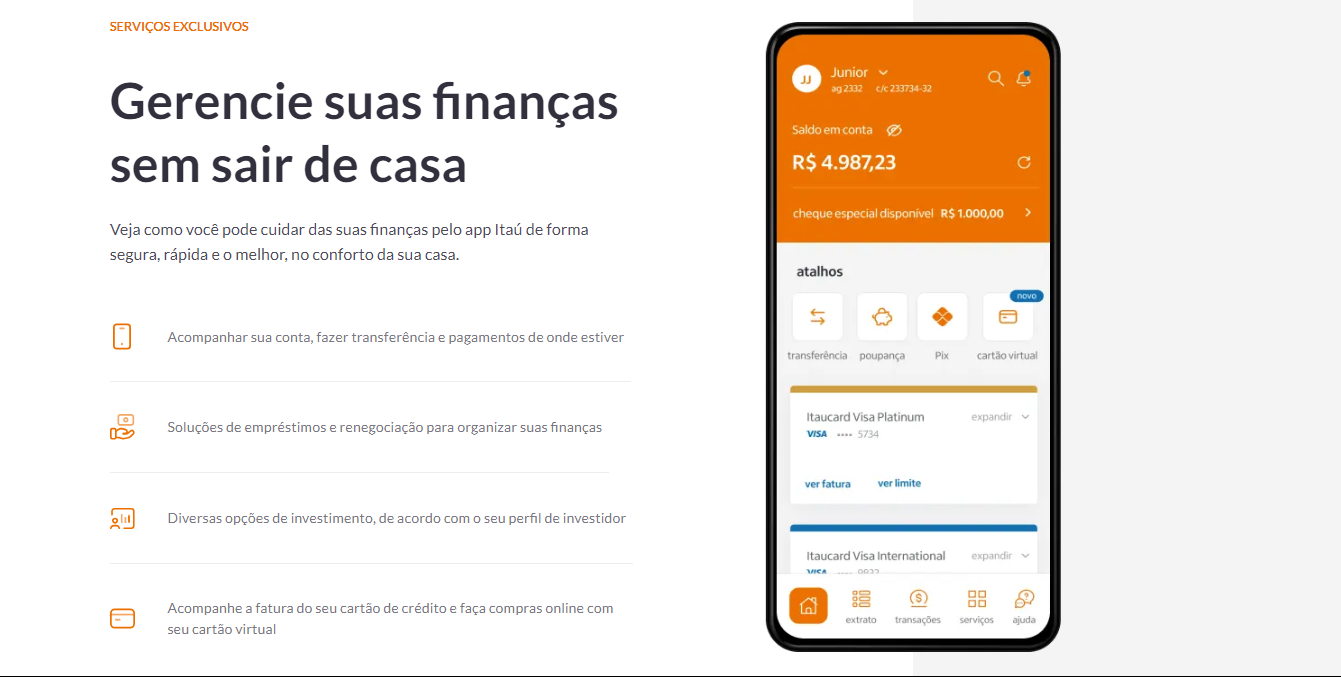 SERVIÇOS EXCLUSIVOS
Gerencie suas finanças
sem sair de casa
Veja como você pode cuidar das suas finanças pelo app Itaú de forma
segura, rápida e o melhor, no conforto da sua casa.
Acompanhar sua conta, fazer transferência e pagamentos de onde estiver
Soluções de empréstimos e renegociação para organizar suas finanças
Diversas opções de investimento, de acordo com o seu perfil de investidor
Acompanhe a fatura do seu cartão de crédito e faça compras online com
seu cartão virtual
JJ
Junior
ag 2332 c/c 233734-32
Saldo em conta
R$ 4.987,23
cheque especial disponível R$ 1.000,00
atalhos
novo
transferência poupança Pix cartão virtual
Itaucard Visa Platinum expandir
VISA •••• 5734
ver fatura ver limite
Itaucard Visa International expandir
VISA
extrato transações serviços ajuda